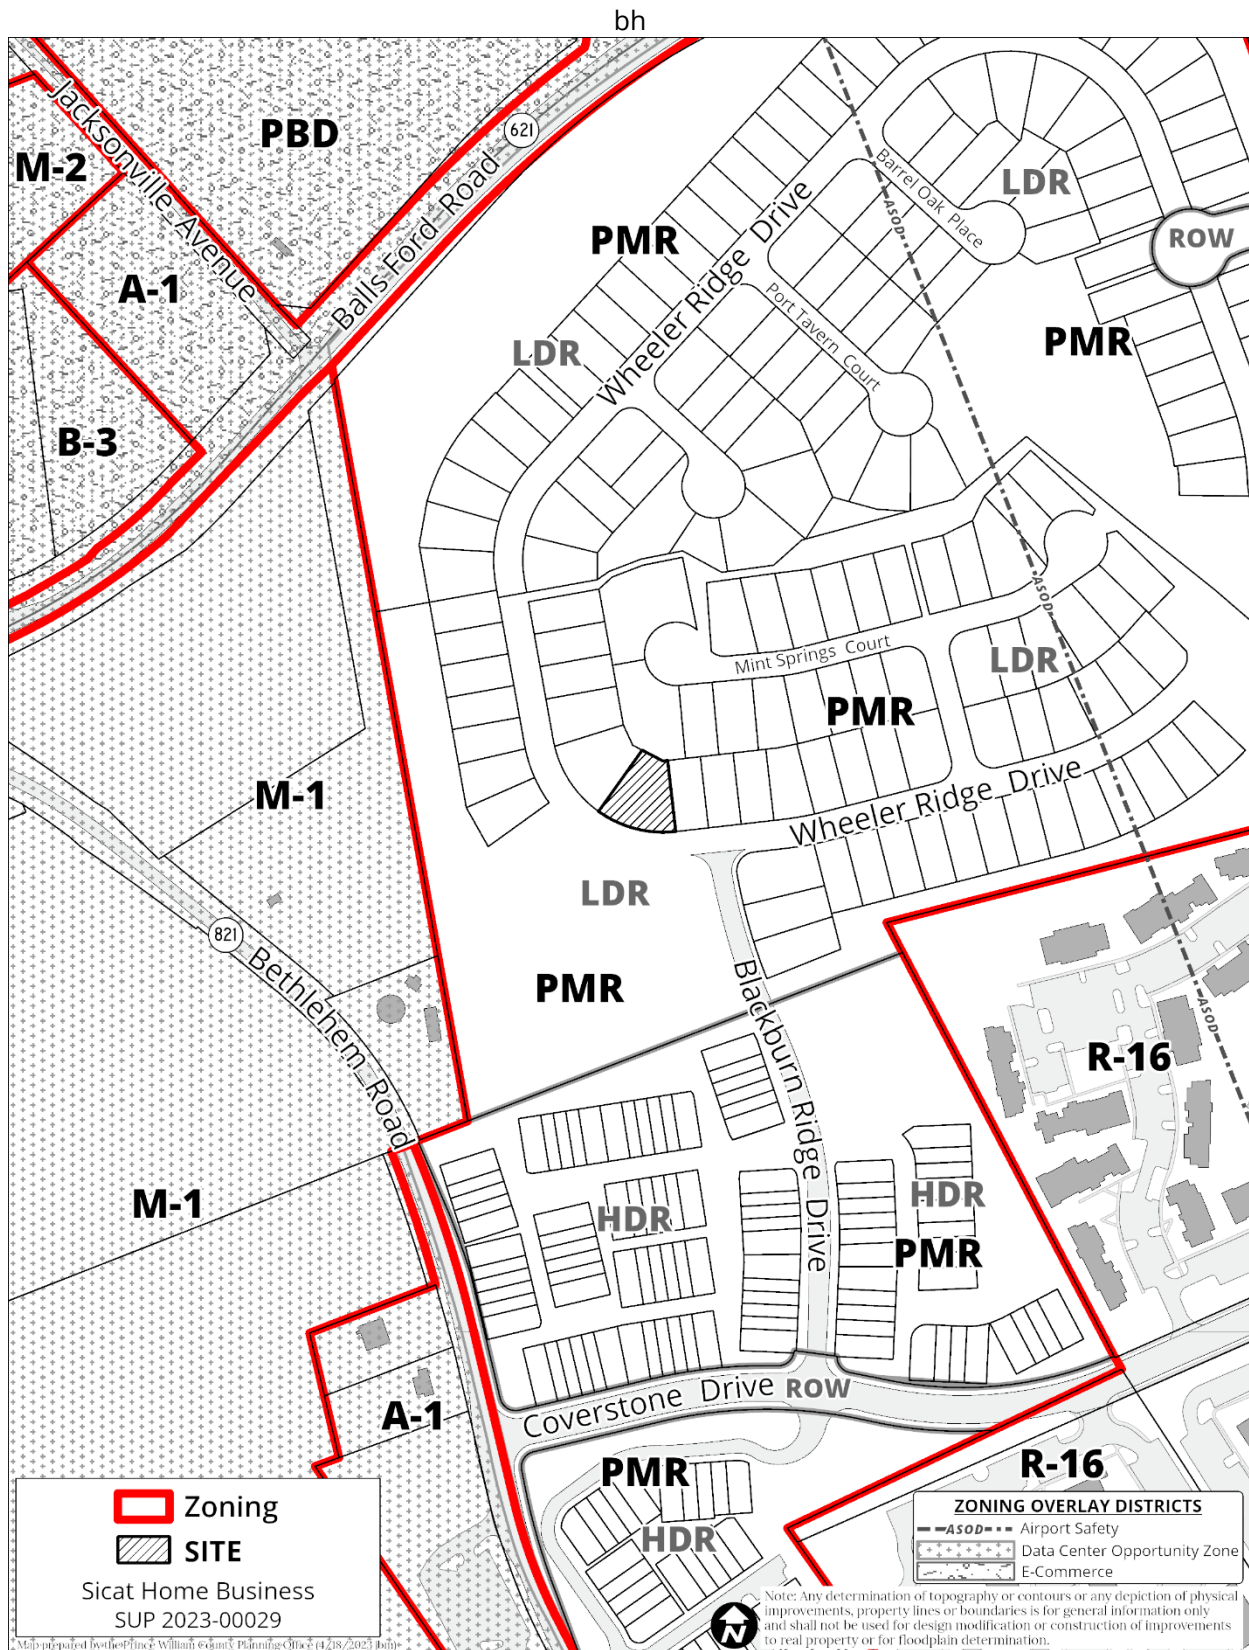 bh
Jacksonville Avenue
PBD
621
M-2
Balls Ford Road
A-1
B-3
PMR
LDR
Wheeler Ridge Drive
Barrel Oak Place
LDR
ASOD
ROW
PMR
Port Tavern Court
ASOD
Mint Springs Court
LDR
PMR
M-1
Wheeler Ridge Drive
LDR
821
Bethlehem Road
PMR
Blackburn Ridge Drive
ASOD
R-16
M-1
HDR
HDR
PMR
A-1
Coverstone Drive
ROW
PMR
HDR
R-16
Zoning
SITE
Sicat Home Business
SUP 2023-00029
ZONING OVERLAY DISTRICTS
ASOD Airport Safety
Data Center Opportunity Zone
E-Commerce
N
Note: Any determination of topography or contours or any depiction of physical
improvements, property lines or boundaries is for general information only
and shall not be used for design modification or construction of improvements
to real property or for floodplain determination.
Map prepared by the Prince William County Planning Office (4/18/2023 jbm)